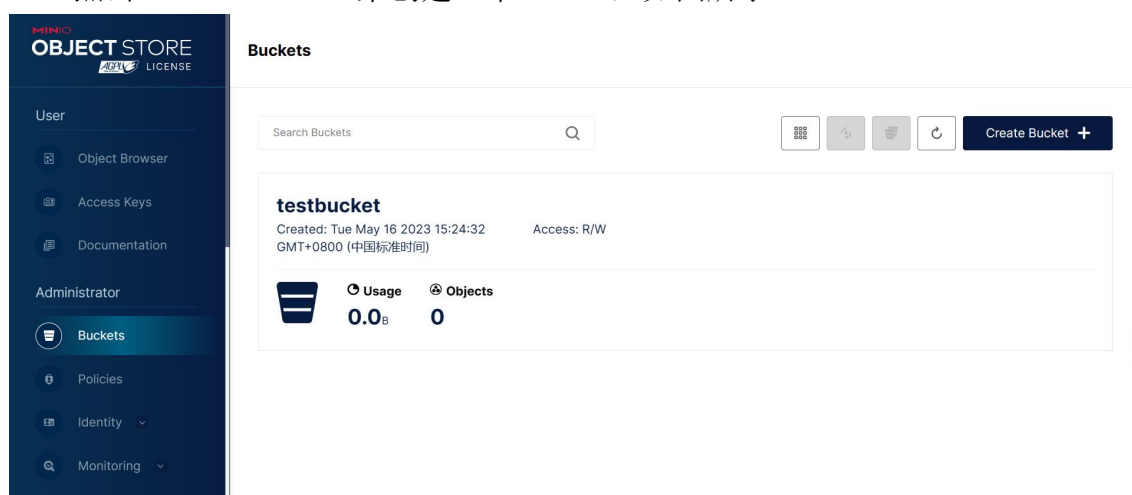 MINIO
OBJECT STORE
AGPLv3 LICENSE
Buckets
User
Object Browser
Access Keys
Documentation
Administrator
Buckets
Policies
Identity
Monitoring
Search Buckets
Create Bucket +
testbucket
Created: Tue May 16 2023 15:24:32
GMT+0800 (中国标准时间)
Access: R/W
Usage
0.0B
Objects
0